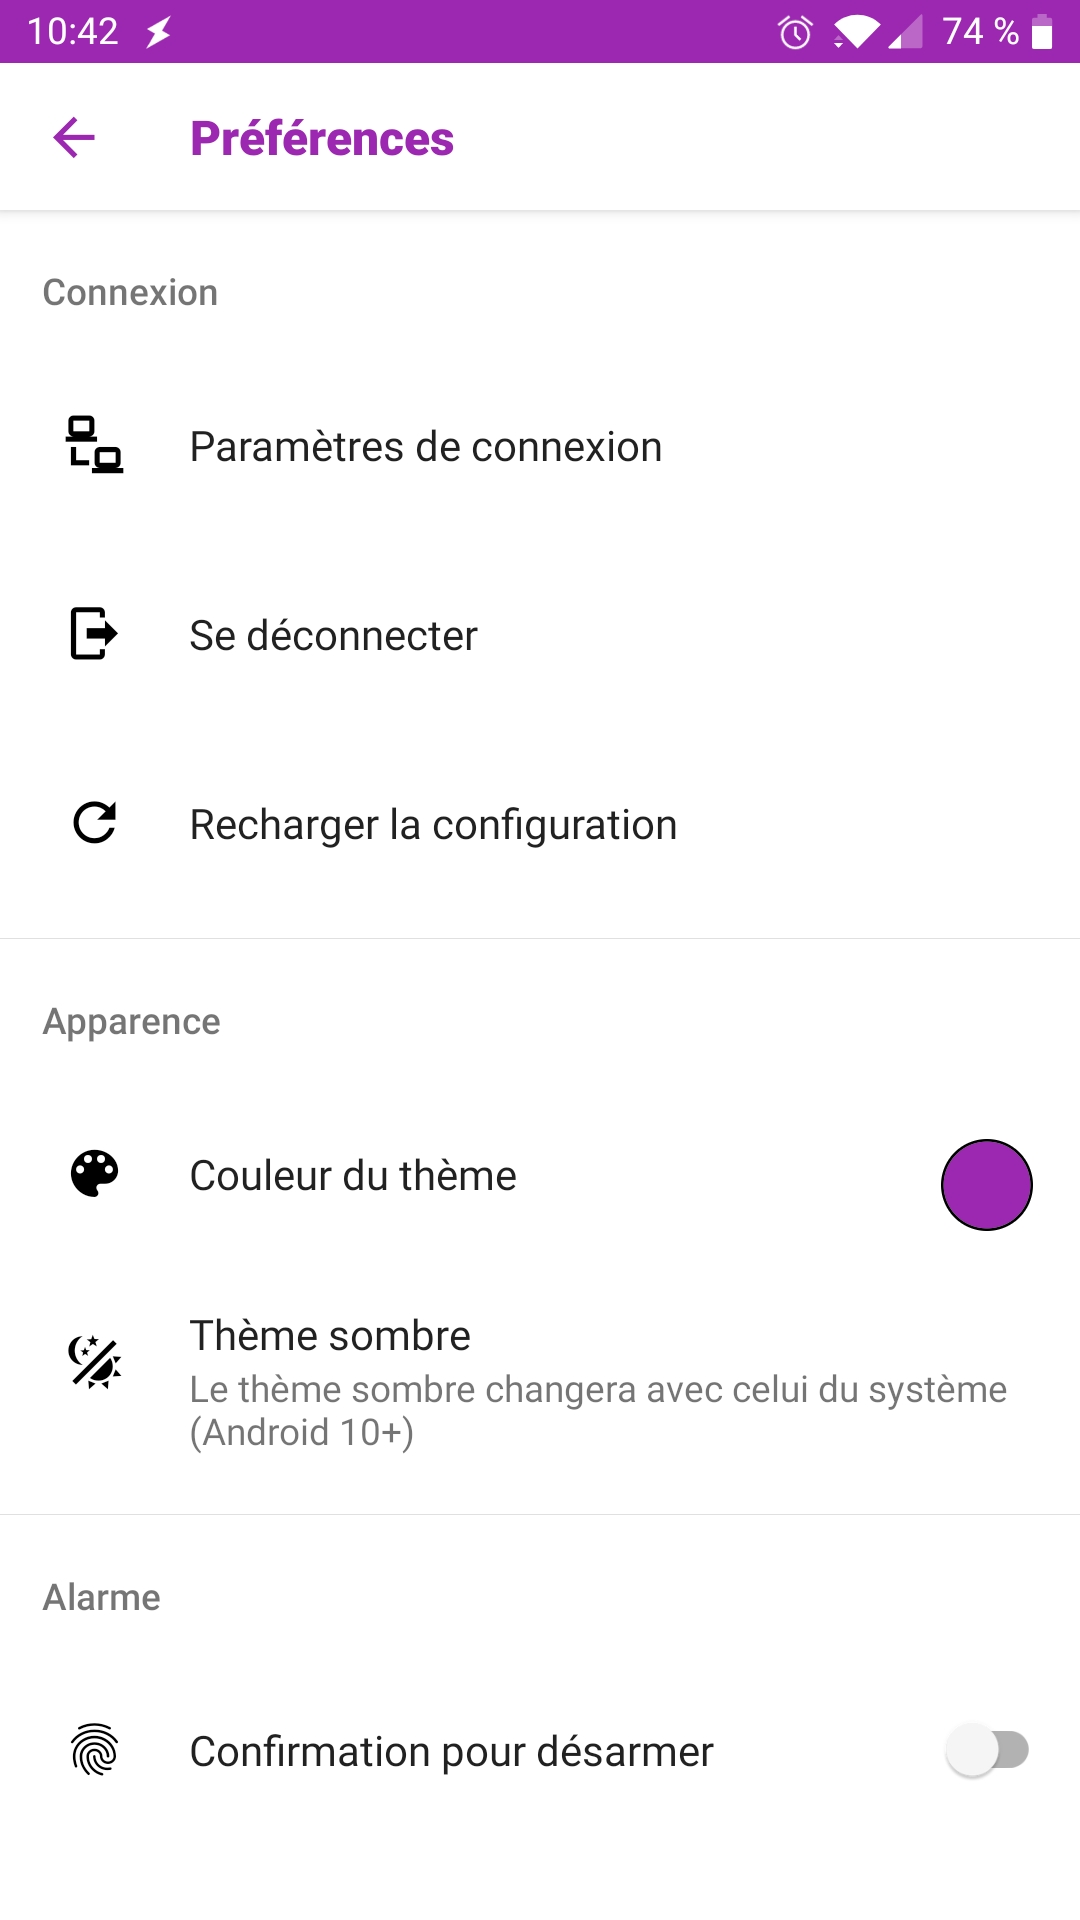 10:42 74 %
Préférences
Connexion
Paramètres de connexion
Se déconnecter
Recharger la configuration
Apparence
Couleur du thème
Thème sombre
Le thème sombre changera avec celui du système
(Android 10+)
Alarme
Confirmation pour désarmer